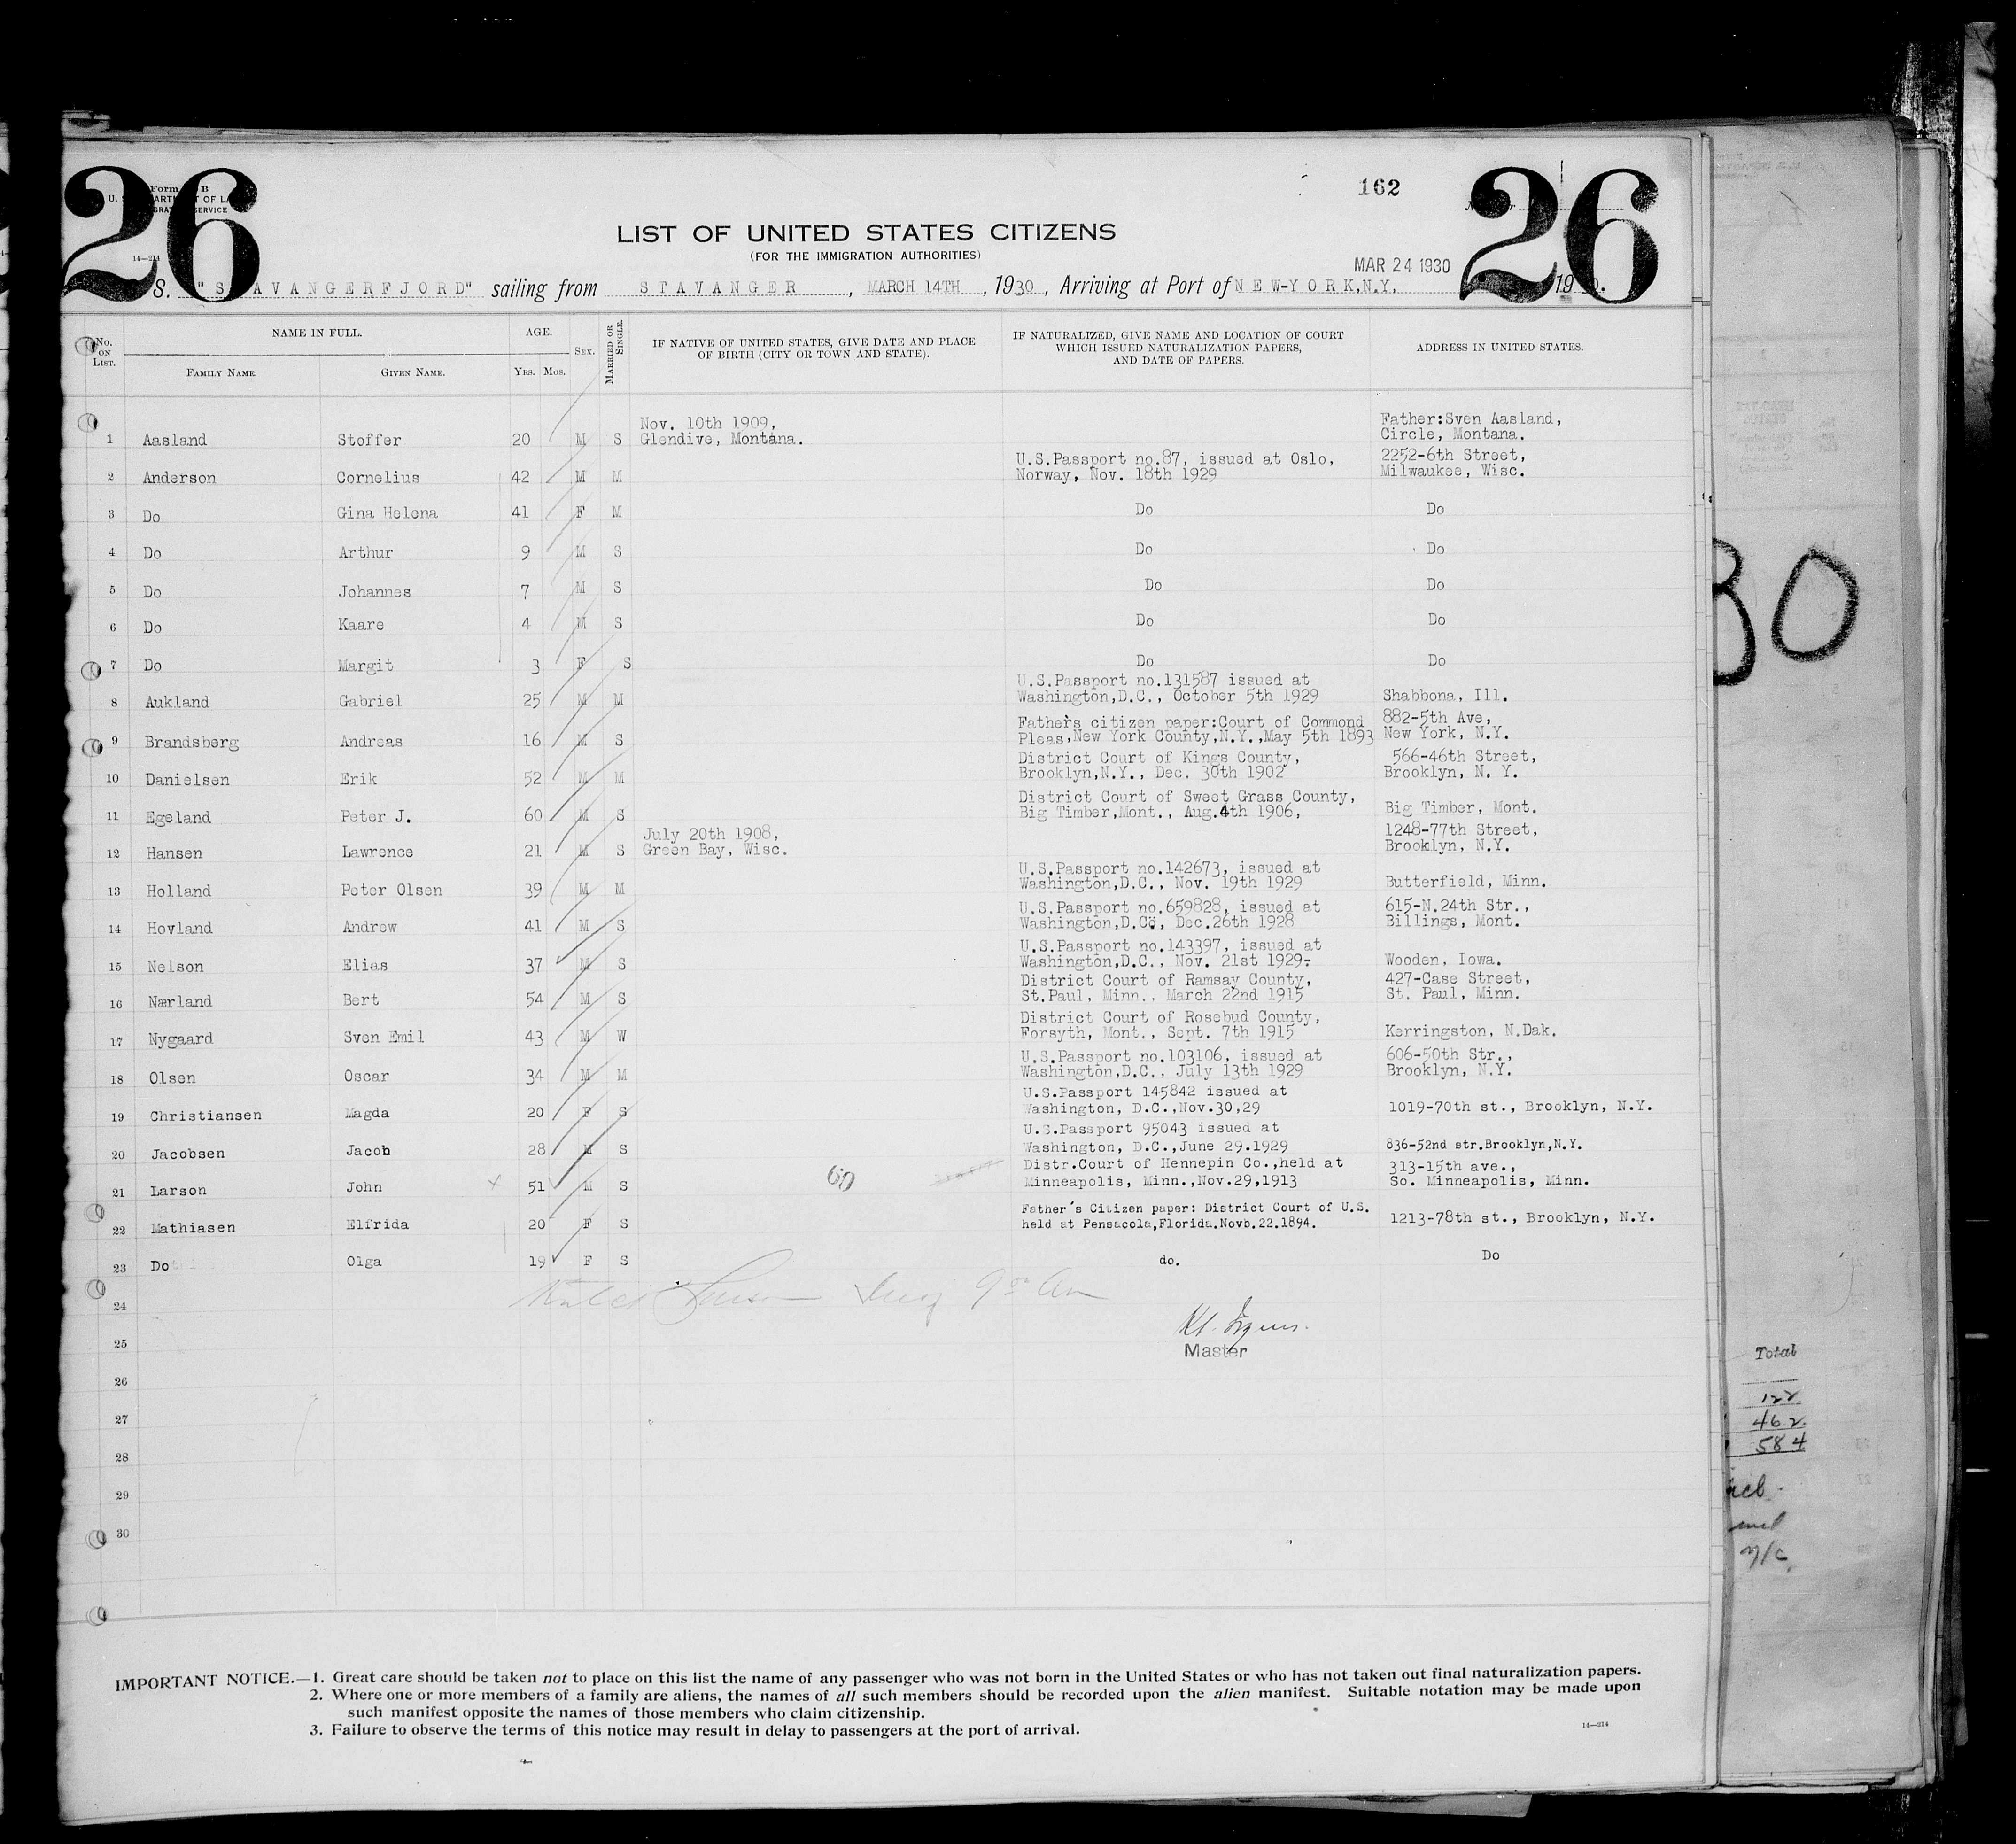 26
26
162
Form B
LIST OF UNITED STATES CITIZENS
(FOR THE IMMIGRATION AUTHORITIES)
14—214
MAR 24 1930
S. "STAVANGERFJORD" sailing from STAVANGER, MARCH 14TH, 1930, Arriving at Port of NEW-YORK,N.Y. 19
No. ON LIST.
NAME IN FULL.
FAMILY NAME.
GIVEN NAME.
AGE.
YRS. MOS.
SEX.
MARRIED OR SINGLE.
IF NATIVE OF UNITED STATES, GIVE DATE AND PLACE
OF BIRTH (CITY OR TOWN AND STATE).
IF NATURALIZED, GIVE NAME AND LOCATION OF COURT
WHICH ISSUED NATURALIZATION PAPERS,
AND DATE OF PAPERS.
ADDRESS IN UNITED STATES.
Nov. 10th 1909, Father:Sven Aasland,
1 Aasland Stoffer 20 M S Glendive, Montana. Circle, Montana.
U.S.Passport no.87, issued at Oslo, 2252-6th Street,
2 Anderson Cornelius 42 M M Norway, Nov. 18th 1929 Milwaukee, Wisc.
3 Do Gina Helena 41 F M Do Do
4 Do Arthur 9 M S Do Do
5 Do Johannes 7 M S Do Do
6 Do Kaare 4 M S Do Do
7 Do Margit 3 F S Do Do
U.S.Passport no.131587 issued at
8 Aukland Gabriel 25 M M Washington,D.C., October 5th 1929 Shabbona, Ill.
Father's citizen paper:Court of Commond 882-5th Ave,
9 Brandsberg Andreas 16 M S Pleas,New York County,N.Y.,May 5th 1893 New York, N.Y.
District Court of Kings County, 566-46th Street,
10 Danielsen Erik 52 M M Brooklyn,N.Y., Dec. 30th 1902 Brooklyn, N. Y.
District Court of Sweet Grass County,
11 Egeland Peter J. 60 M S Big Timber,Mont., Aug.4th 1906, Big Timber, Mont.
July 20th 1908, 1248-77th Street,
12 Hansen Lawrence 21 M S Green Bay, Wisc. Brooklyn, N.Y.
U.S.Passport no.142673, issued at
13 Holland Peter Olsen 39 M M Washington,D.C., Nov. 19th 1929 Butterfield, Minn.
U.S.Passport no.659828, issued at 615-N.24th Str.,
14 Hovland Andrew 41 M S Washington,D.C., Dec.26th 1928 Billings, Mont.
U.S.Passport no.143397, issued at
15 Nelson Elias 37 M S Washington,D.C., Nov. 21st 1929. Wooden, Iowa.
District Court of Ramsay County, 427-Case Street,
16 Nærland Bert 54 M S St.Paul, Minn.. March 22nd 1915 St. Paul, Minn.
District Court of Rosebud County,
17 Nygaard Sven Emil 43 M W Forsyth, Mont., Sept. 7th 1915 Kerringston, N.Dak.
U.S.Passport no.103106, issued at 606-50th Str.,
18 Olsen Oscar 34 M M Washington,D.C., July 13th 1929 Brooklyn, N.Y.
U.S.Passport 145842 issued at
19 Christiansen Magda 20 F S Washington, D.C.,Nov.30,29 1019-70th st., Brooklyn, N.Y.
U.S.Passport 95043 issued at
20 Jacobsen Jacob 28 M S Washington, D.C.,June 29.1929 836-52nd str.Brooklyn,N.Y.
Distr.Court of Hennepin Co.,held at 313-15th ave.,
21 Larson John 51 M S 60 Minneapolis, Minn.,Nov.29,1913 So. Minneapolis, Minn.
Father's Citizen paper: District Court of U.S.
22 Mathiasen Elfrida 20 F S held at Pensacola,Florida.Novb.22.1894. 1213-78th st., Brooklyn, N.Y.
23 Do Olga 19 F S do. Do
24
25
Master
26
27
28
29
30
IMPORTANT NOTICE.—1. Great care should be taken not to place on this list the name of any passenger who was not born in the United States or who has not taken out final naturalization papers.
2. Where one or more members of a family are aliens, the names of all such members should be recorded upon the alien manifest. Suitable notation may be made upon
such manifest opposite the names of those members who claim citizenship.
3. Failure to observe the terms of this notice may result in delay to passengers at the port of arrival.
14—214
30
Total
122
462
584